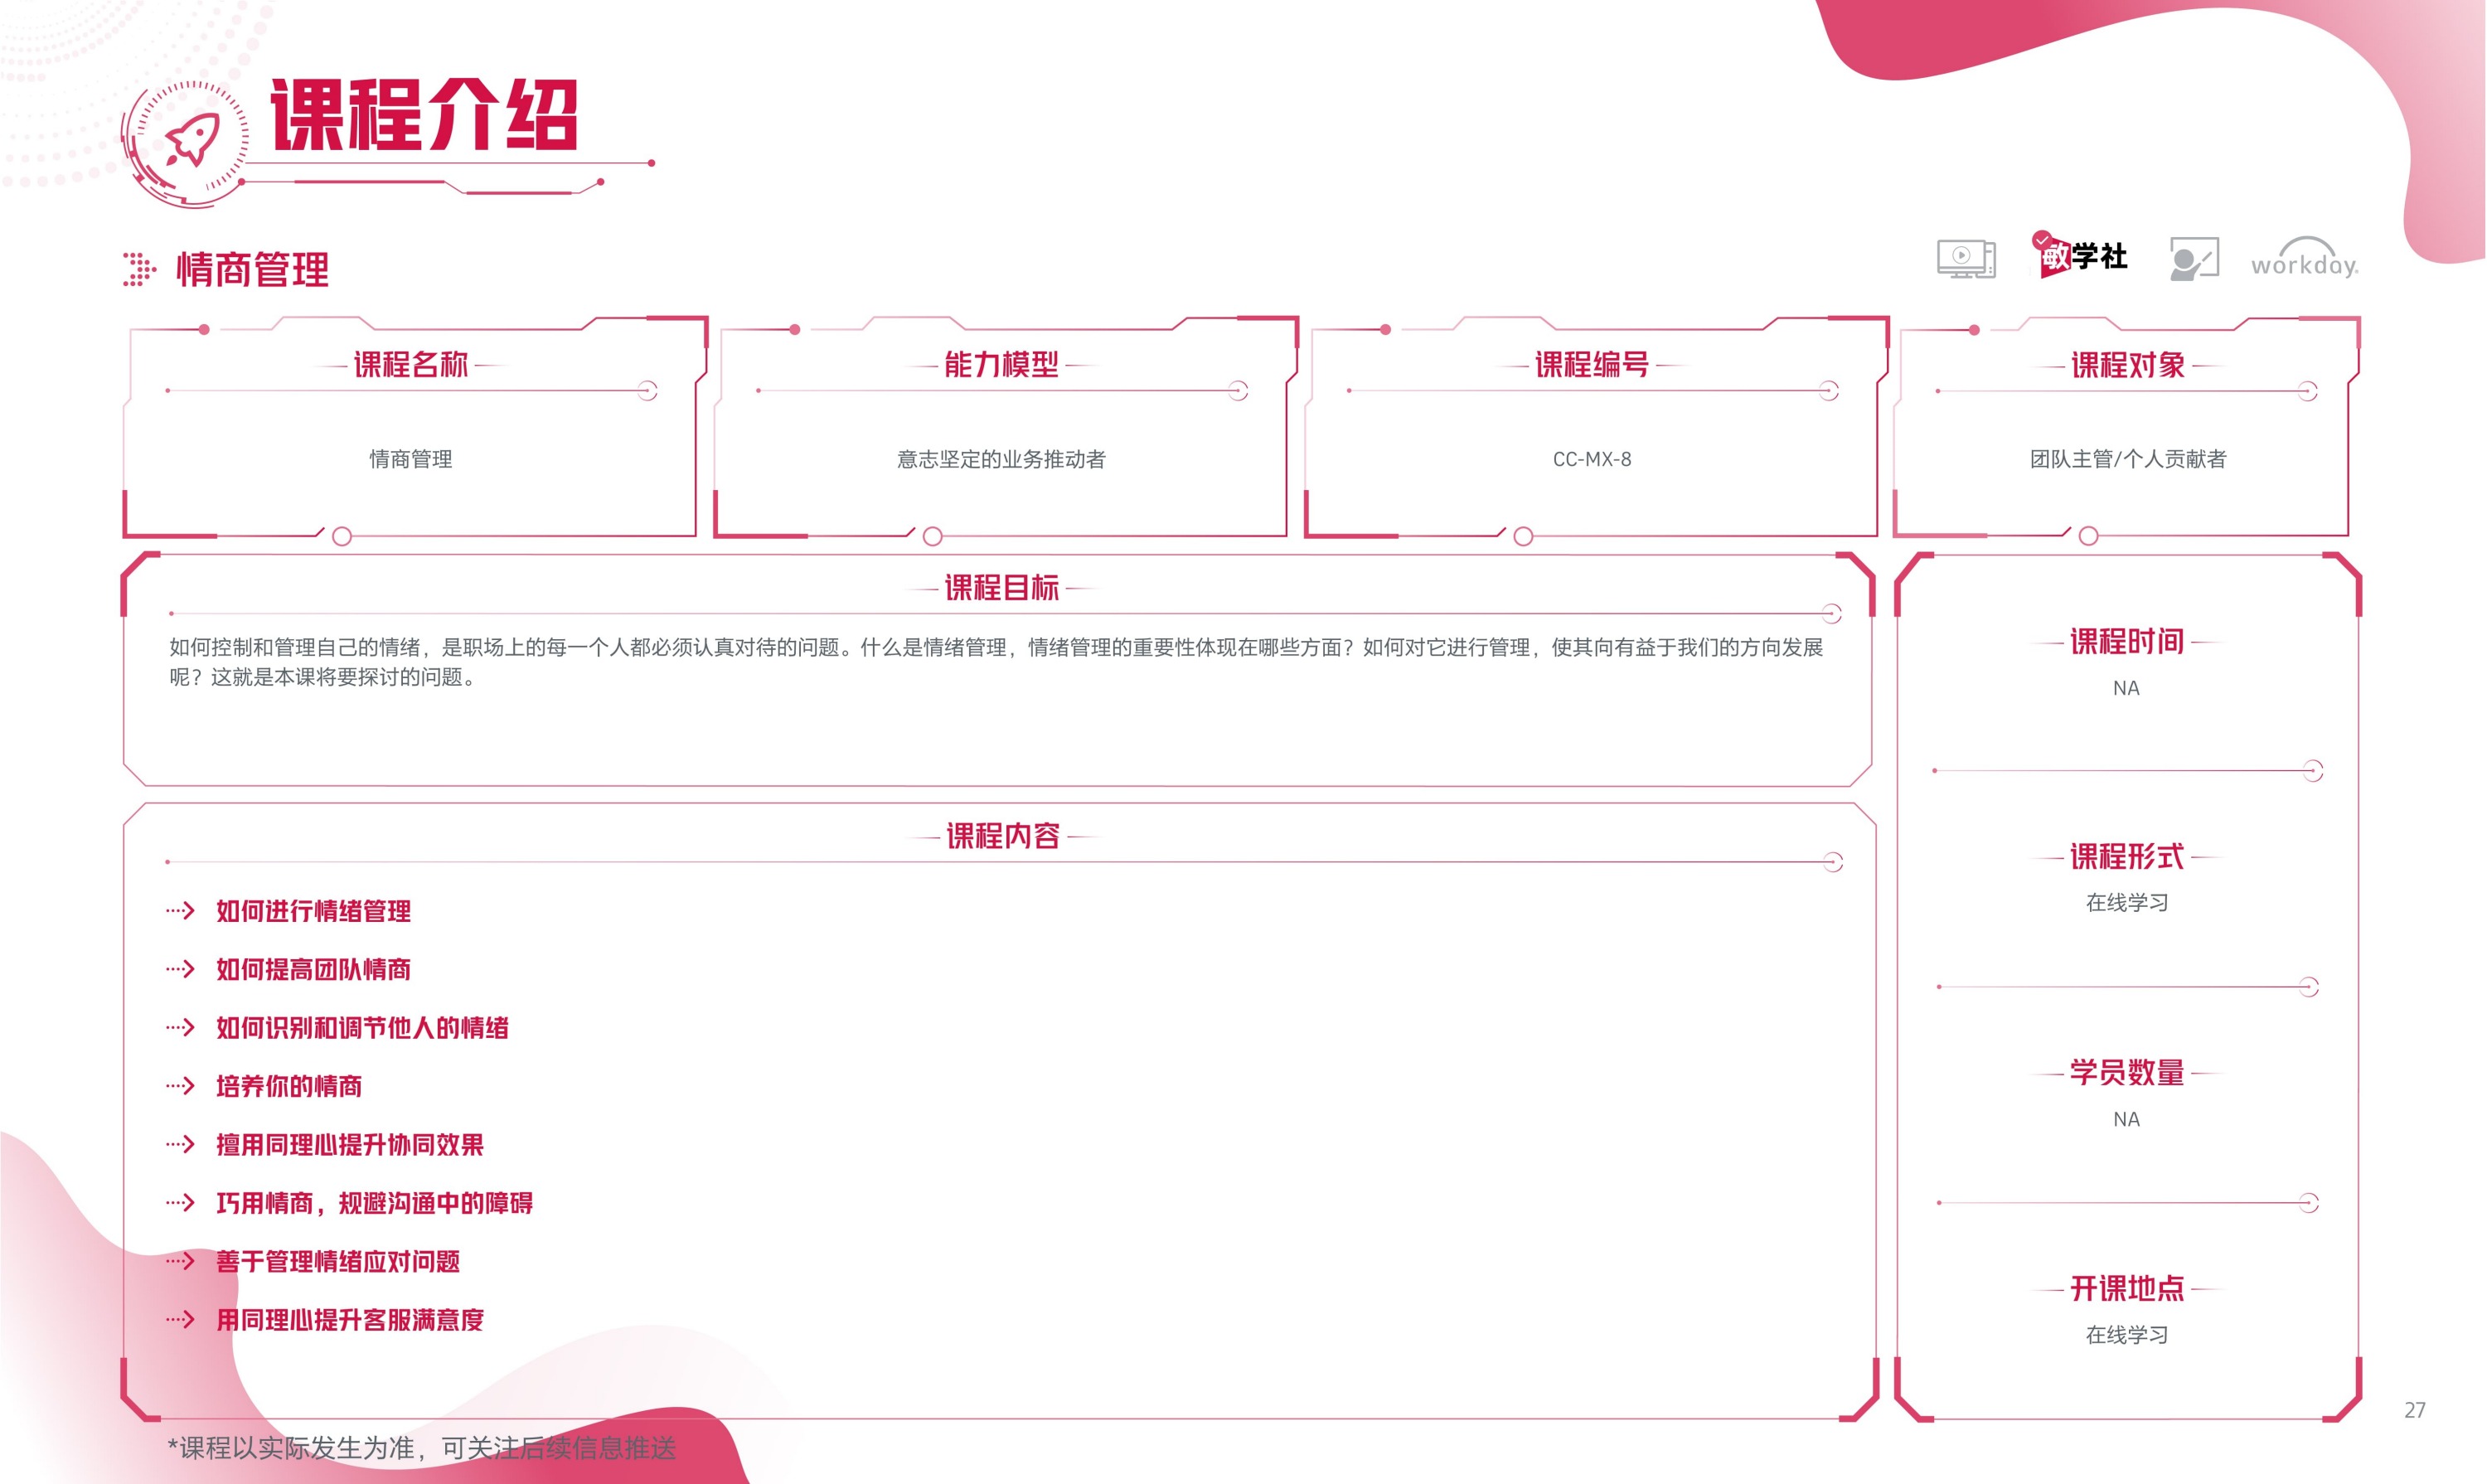 课程介绍
情商管理
敏学社
workday.
课程名称
情商管理
能力模型
意志坚定的业务推动者
课程编号
CC-MX-8
课程对象
团队主管/个人贡献者
课程目标
如何控制和管理自己的情绪，是职场上的每一个人都必须认真对待的问题。什么是情绪管理，情绪管理的重要性体现在哪些方面？如何对它进行管理，使其向有益于我们的方向发展
呢？这就是本课将要探讨的问题。
课程内容
如何进行情绪管理
如何提高团队情商
如何识别和调节他人的情绪
培养你的情商
擅用同理心提升协同效果
巧用情商，规避沟通中的障碍
善于管理情绪应对问题
用同理心提升客服满意度
课程时间
NA
课程形式
在线学习
学员数量
NA
开课地点
在线学习
*课程以实际发生为准，可关注后续信息推送
27